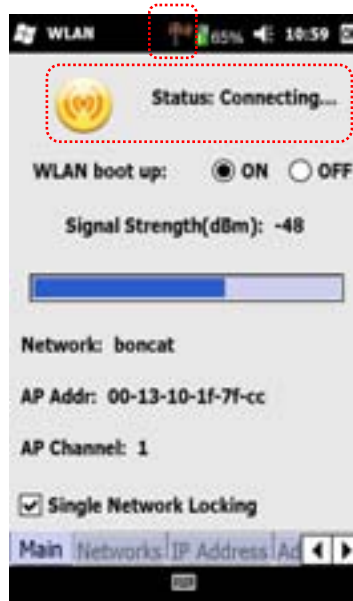 WLAN 65% 10:59
Status: Connecting...
WLAN boot up: ON OFF
Signal Strength(dBm): -48
Network: boncat
AP Addr: 00-13-10-1f-7f-cc
AP Channel: 1
Single Network Locking
Main Networks IP Address Ad